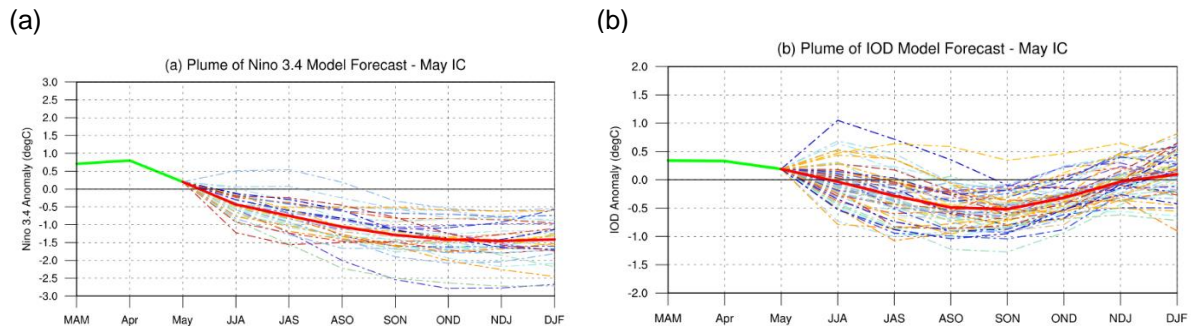 (a)
(a) Plume of Nino 3.4 Model Forecast - May IC
Nino 3.4 Anomaly (degC)
3.0
2.5
2.0
1.5
1.0
0.5
0.0
-0.5
-1.0
-1.5
-2.0
-2.5
-3.0
MAM Apr May JJA JAS ASO SON OND NDJ DJF
(b)
(b) Plume of IOD Model Forecast - May IC
IOD Anomaly (degC)
2.0
1.5
1.0
0.5
0.0
-0.5
-1.0
-1.5
-2.0
MAM Apr May JJA JAS ASO SON OND NDJ DJF